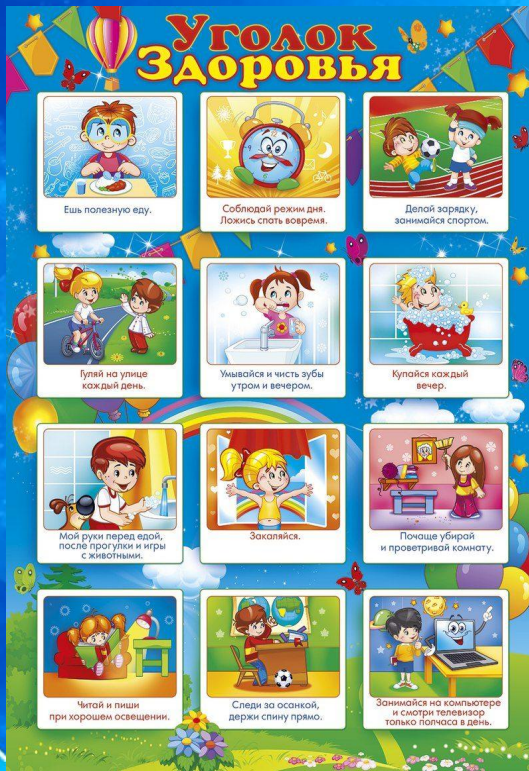 Уголок
Здоровья
Ешь полезную еду.
Соблюдай режим дня.
Ложись спать вовремя.
Делай зарядку,
занимайся спортом.
Гуляй на улице
каждый день.
Умывайся и чисть зубы
утром и вечером.
Купайся каждый
вечер.
Мой руки перед едой,
после прогулки и игры
с животными.
Закаляйся.
Почаще убирай
и проветривай комнату.
Читай и пиши
при хорошем освещении.
Следи за осанкой,
держи спину прямо.
Занимайся на компьютере
и смотри телевизор
только полчаса в день.